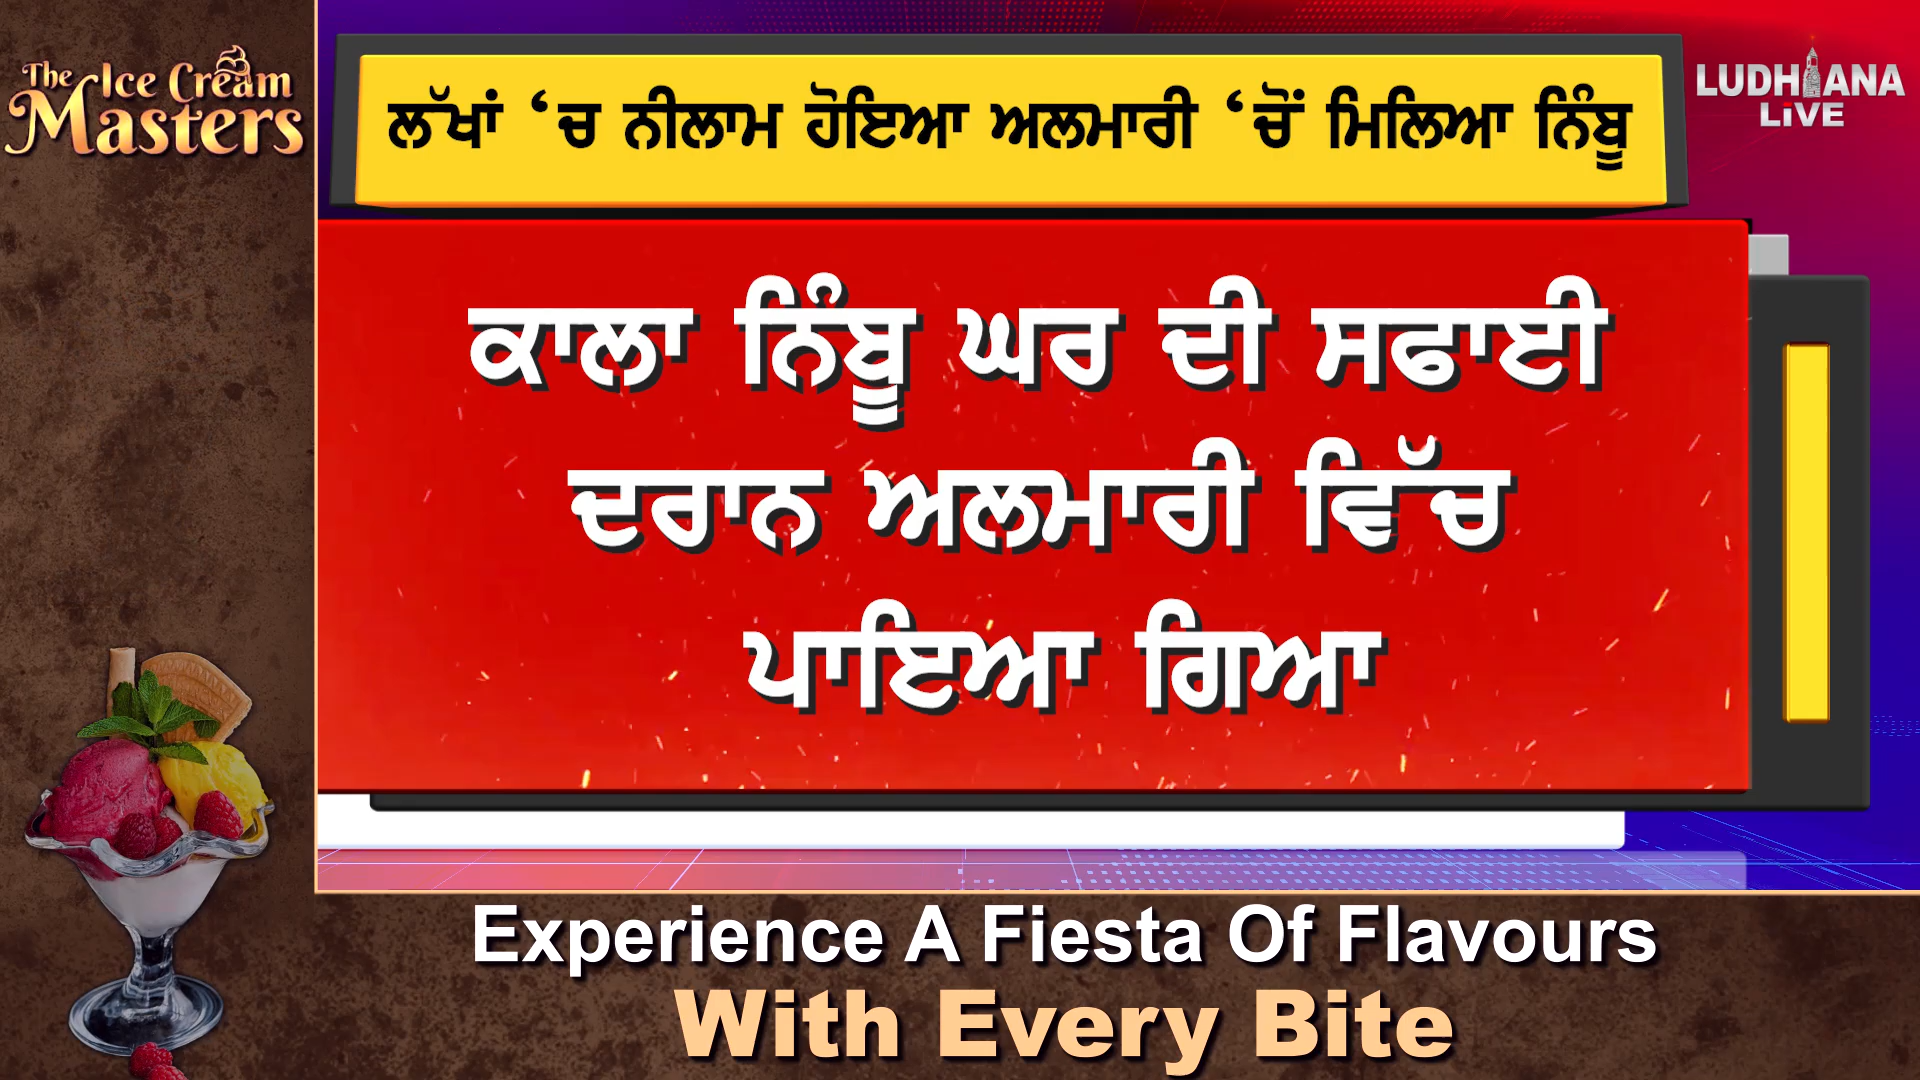 The Ice Cream
Masters
ਲੱਖਾਂ ‘ਚ ਨੀਲਾਮ ਹੋਇਆ ਅਲਮਾਰੀ ‘ਚੋਂ ਮਿਲਿਆ ਨਿੰਬੂ
LUDHIANA
LiVE
ਕਾਲਾ ਨਿੰਬੂ ਘਰ ਦੀ ਸਫਾਈ
ਦਰਾਨ ਅਲਮਾਰੀ ਵਿੱਚ
ਪਾਇਆ ਗਿਆ
Experience A Fiesta Of Flavours
With Every Bite